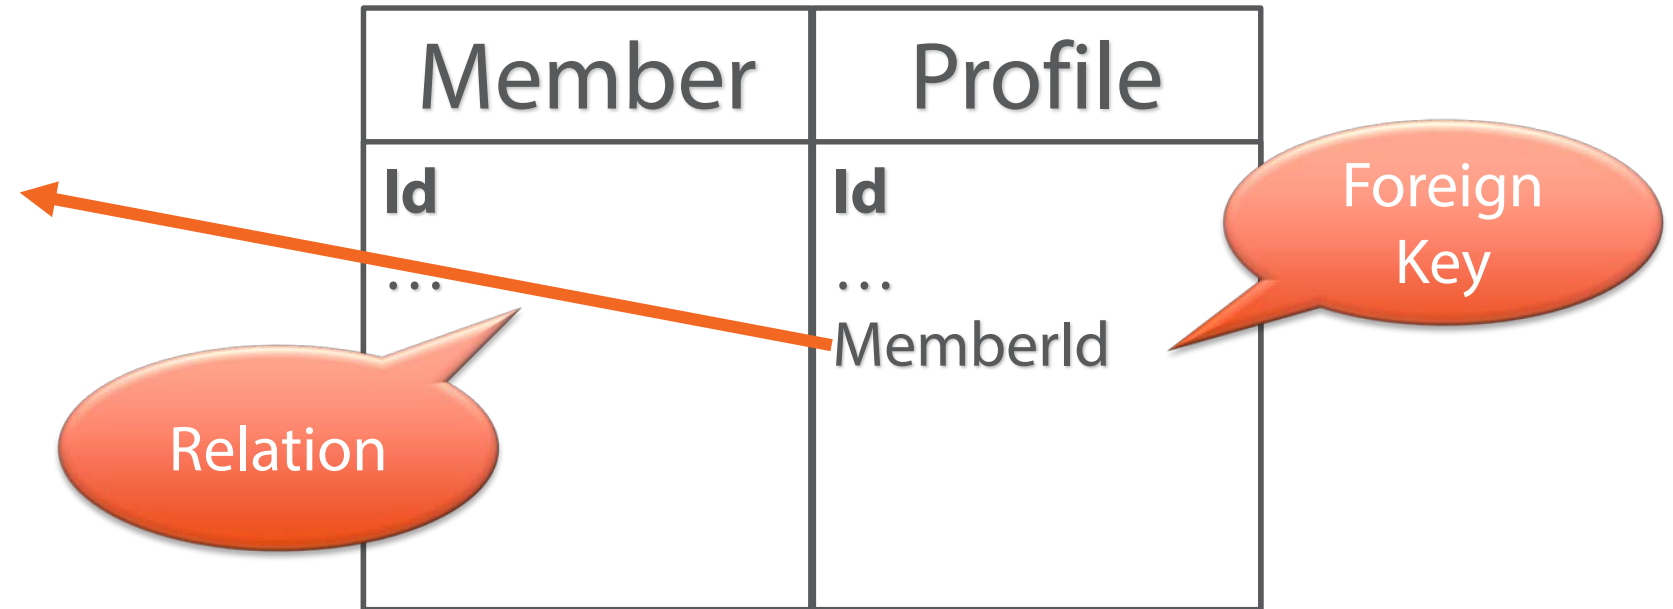 Member
Profile
Id
…
Id
…
MemberId
Foreign
Key
Relation